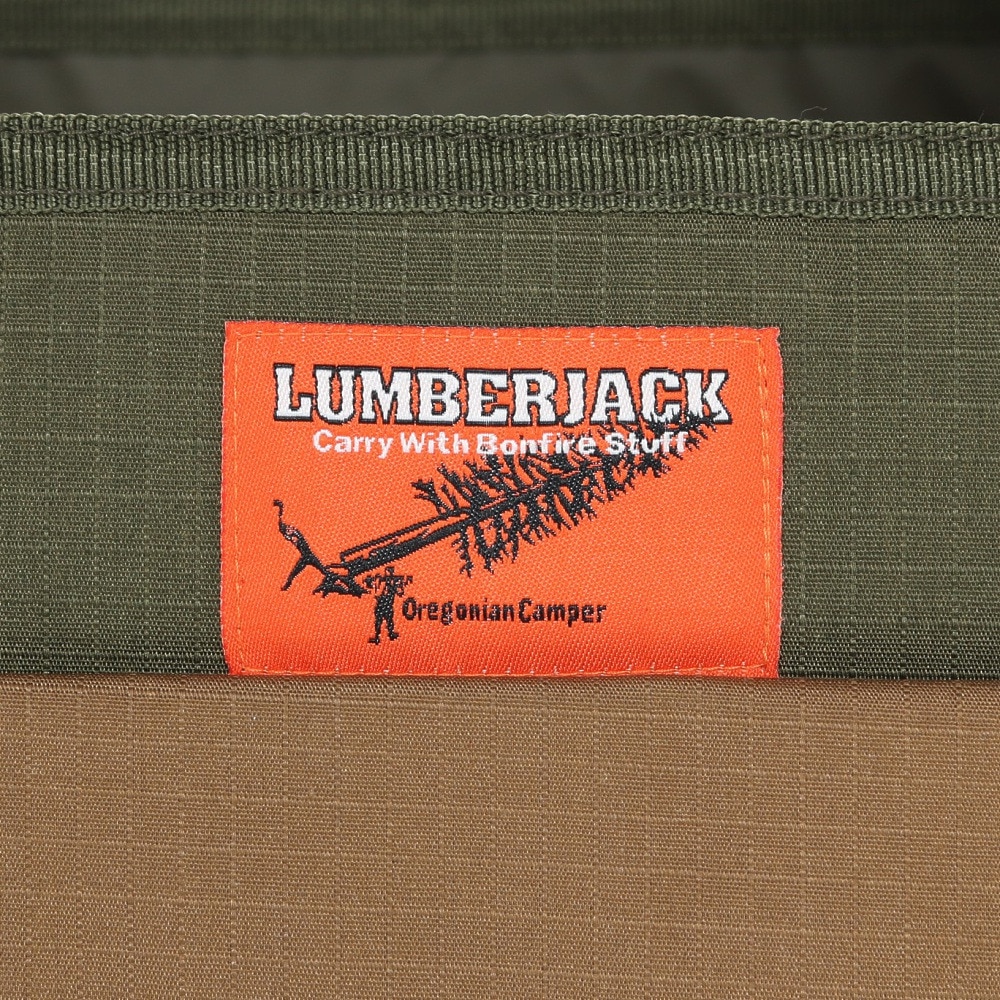 LUMBERJACK
Carry With Bonfire Stuff
Oregonian Camper